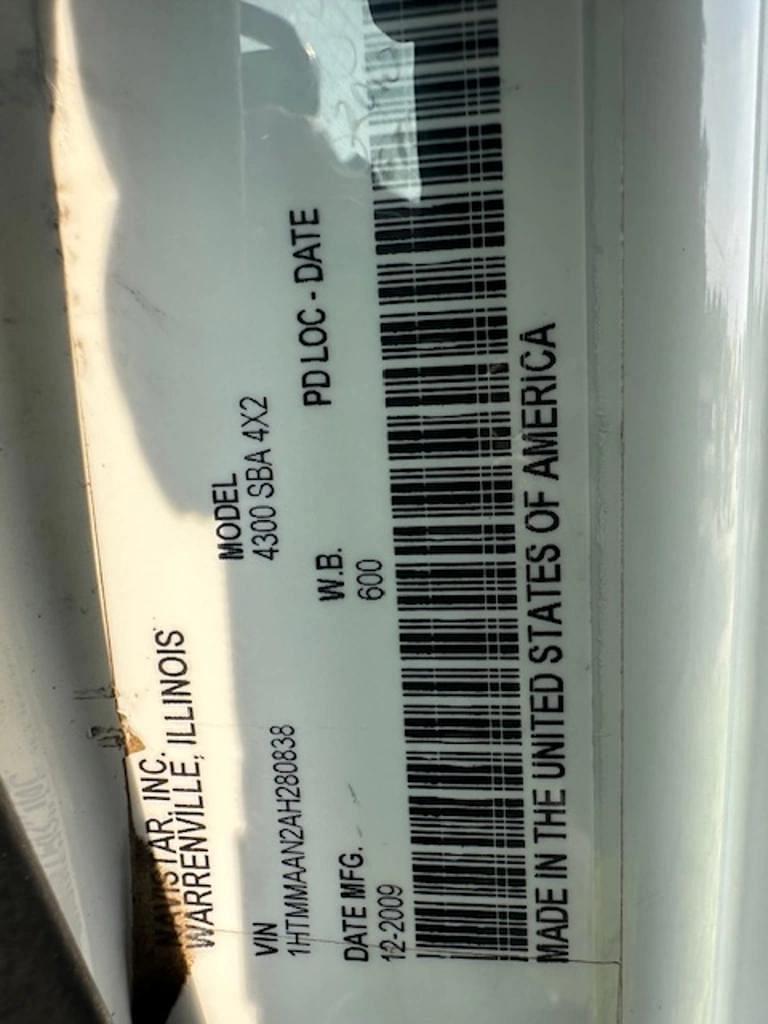 NAVISTAR, INC.
WARRENVILLE, ILLINOIS
VIN
1HTMMAAN2AH280838
MODEL
4300 SBA 4X2
DATE MFG.
12-2009
W.B.
600
PD LOC - DATE
MADE IN THE UNITED STATES OF AMERICA